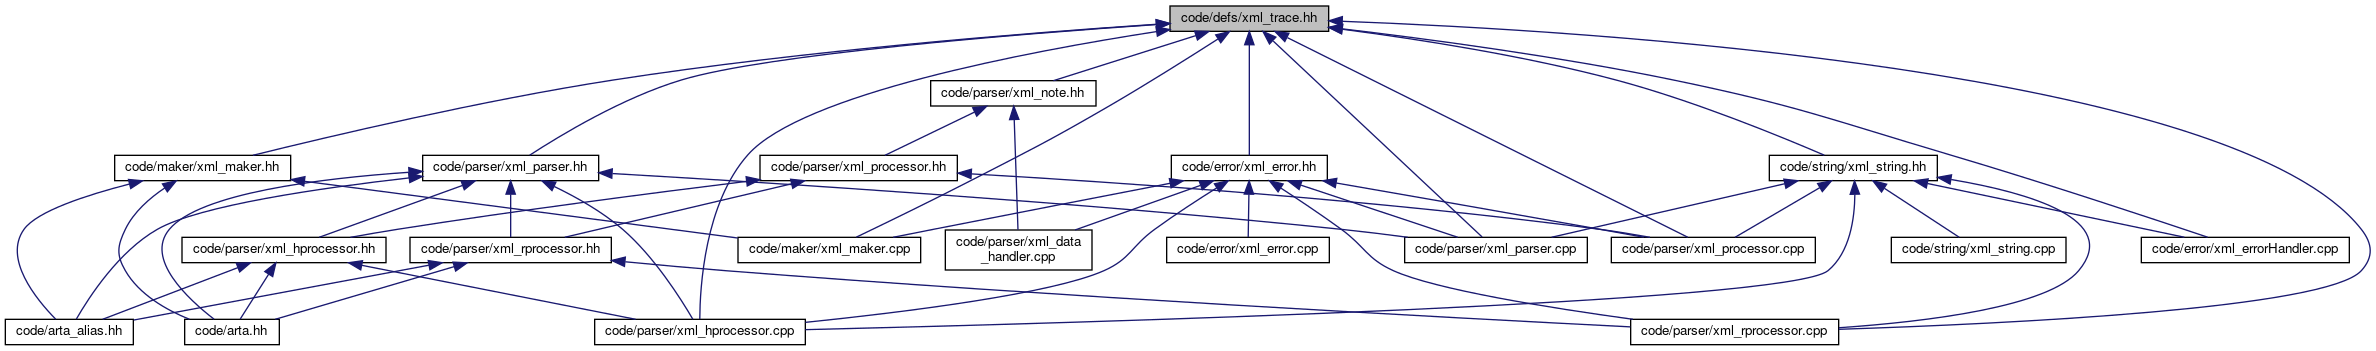 code/defs/xml_trace.hh
code/parser/xml_note.hh
code/maker/xml_maker.hh
code/parser/xml_parser.hh
code/parser/xml_processor.hh
code/error/xml_error.hh
code/string/xml_string.hh
code/parser/xml_hprocessor.hh
code/parser/xml_rprocessor.hh
code/maker/xml_maker.cpp
code/parser/xml_data
_handler.cpp
code/error/xml_error.cpp
code/parser/xml_parser.cpp
code/parser/xml_processor.cpp
code/string/xml_string.cpp
code/error/xml_errorHandler.cpp
code/arta_alias.hh
code/arta.hh
code/parser/xml_hprocessor.cpp
code/parser/xml_rprocessor.cpp